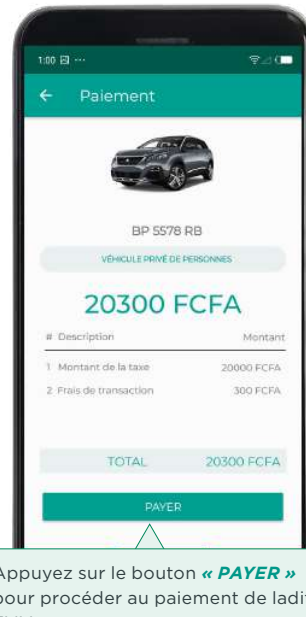 1:00
Paiement
BP 5578 RB
VÉHICULE PRIVÉ DE PERSONNES
20300 FCFA
# Description Montant
1 Montant de la taxe 20000 FCFA
2 Frais de transaction 300 FCFA
TOTAL 20300 FCFA
PAYER
Appuyez sur le bouton « PAYER »
pour procéder au paiement de ladit